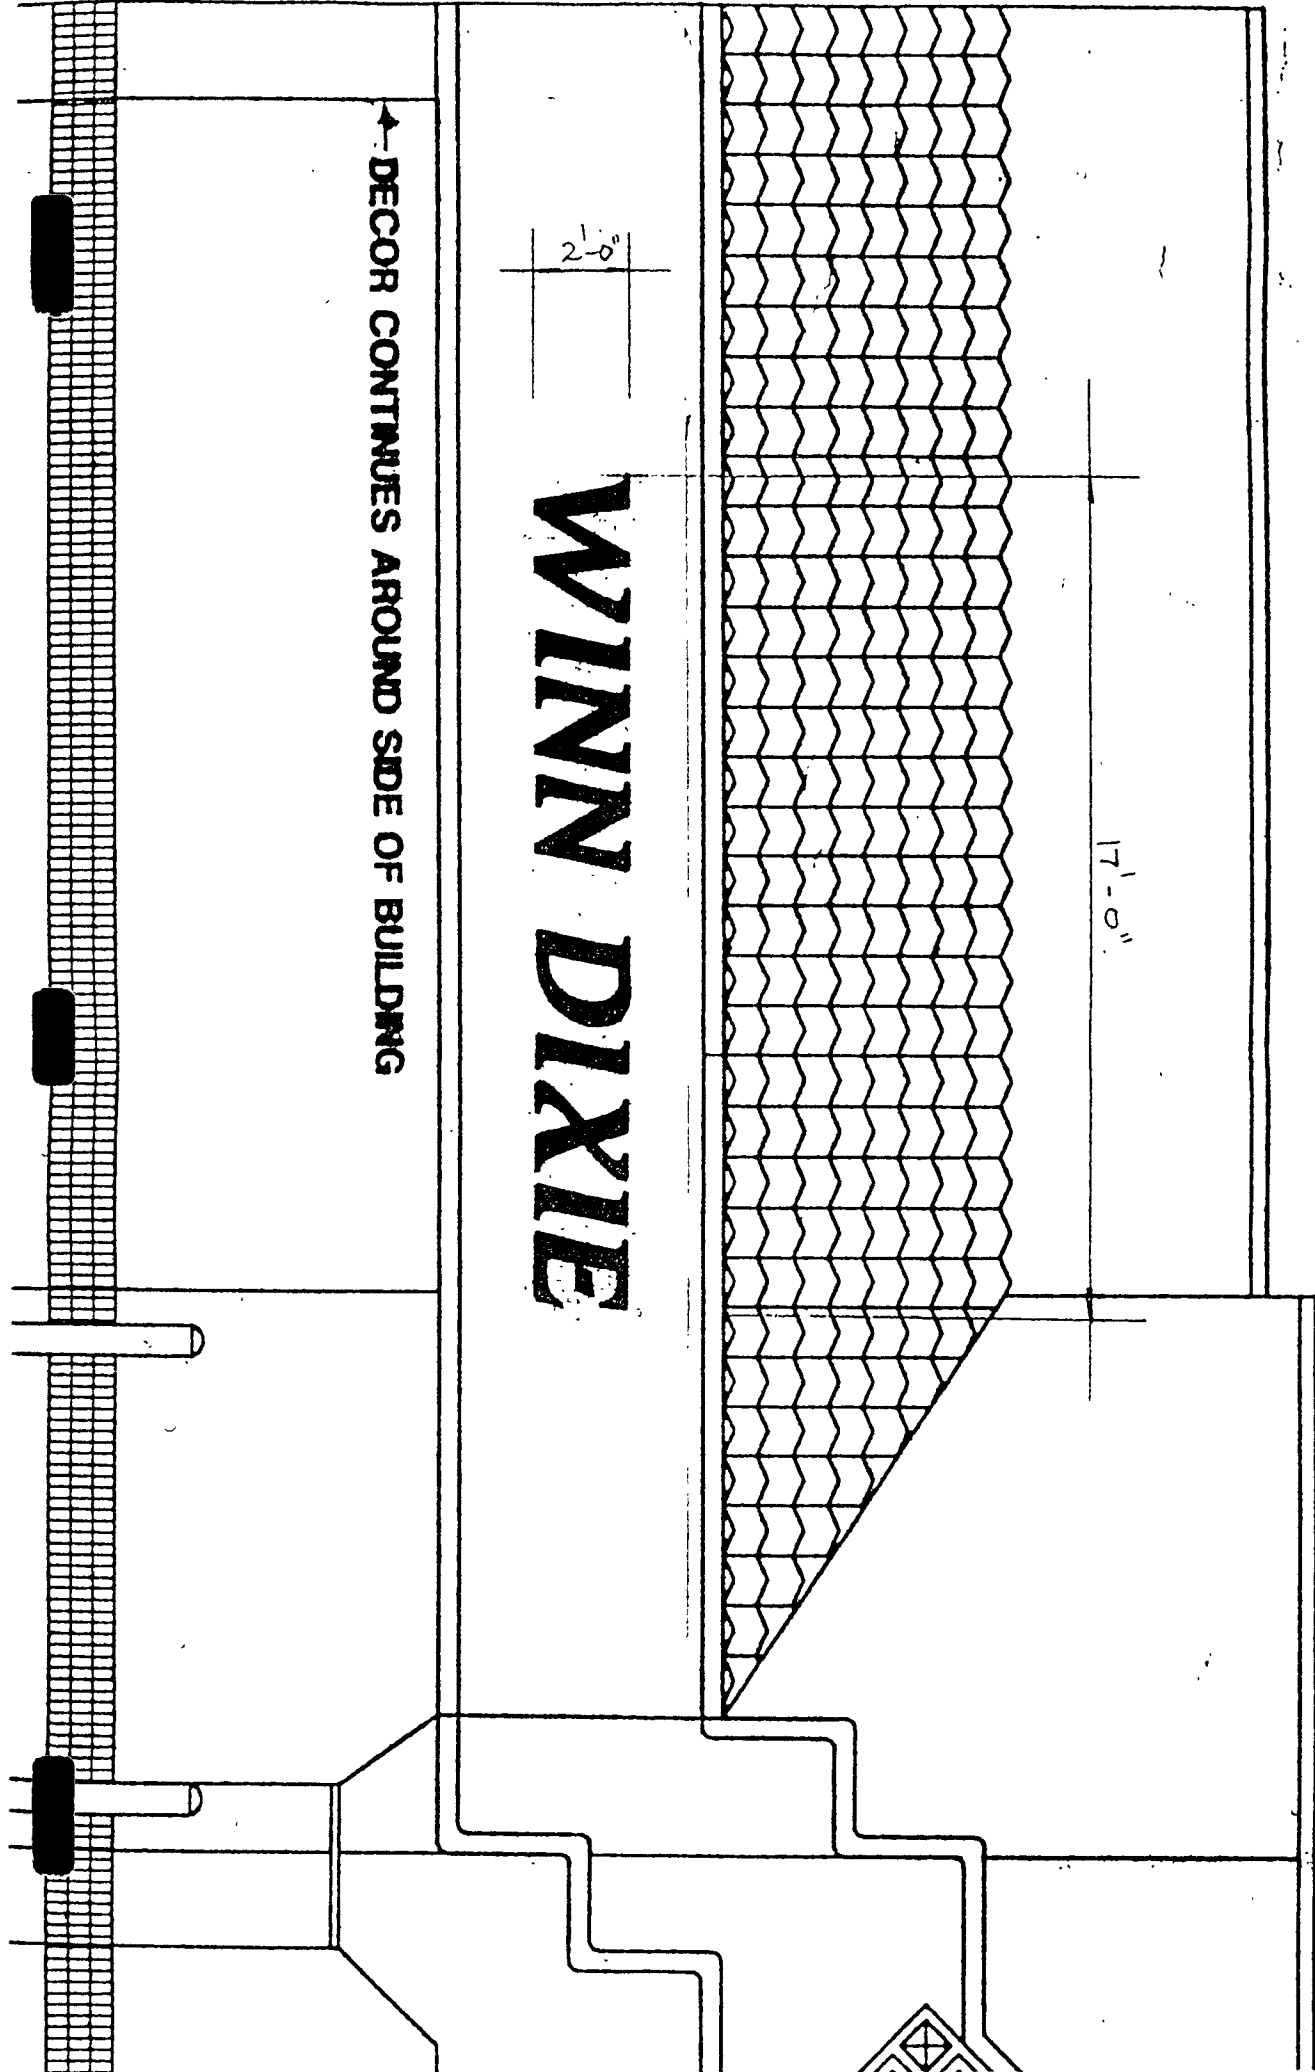 17'-0"
2'-0"
WINN DIXIE
DECOR CONTINUES AROUND SIDE OF BUILDING